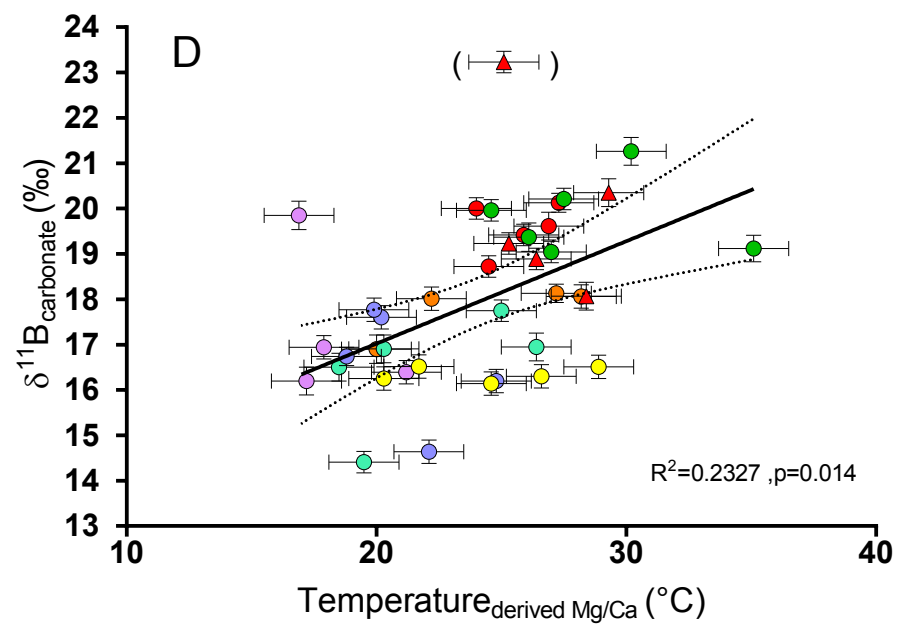 D
( )
24
23
22
21
20
19
18
17
16
15
14
13
δ¹¹Bcarbonate (‰)
R²=0.2327 ,p=0.014
10 20 30 40
Temperaturederived Mg/Ca (°C)